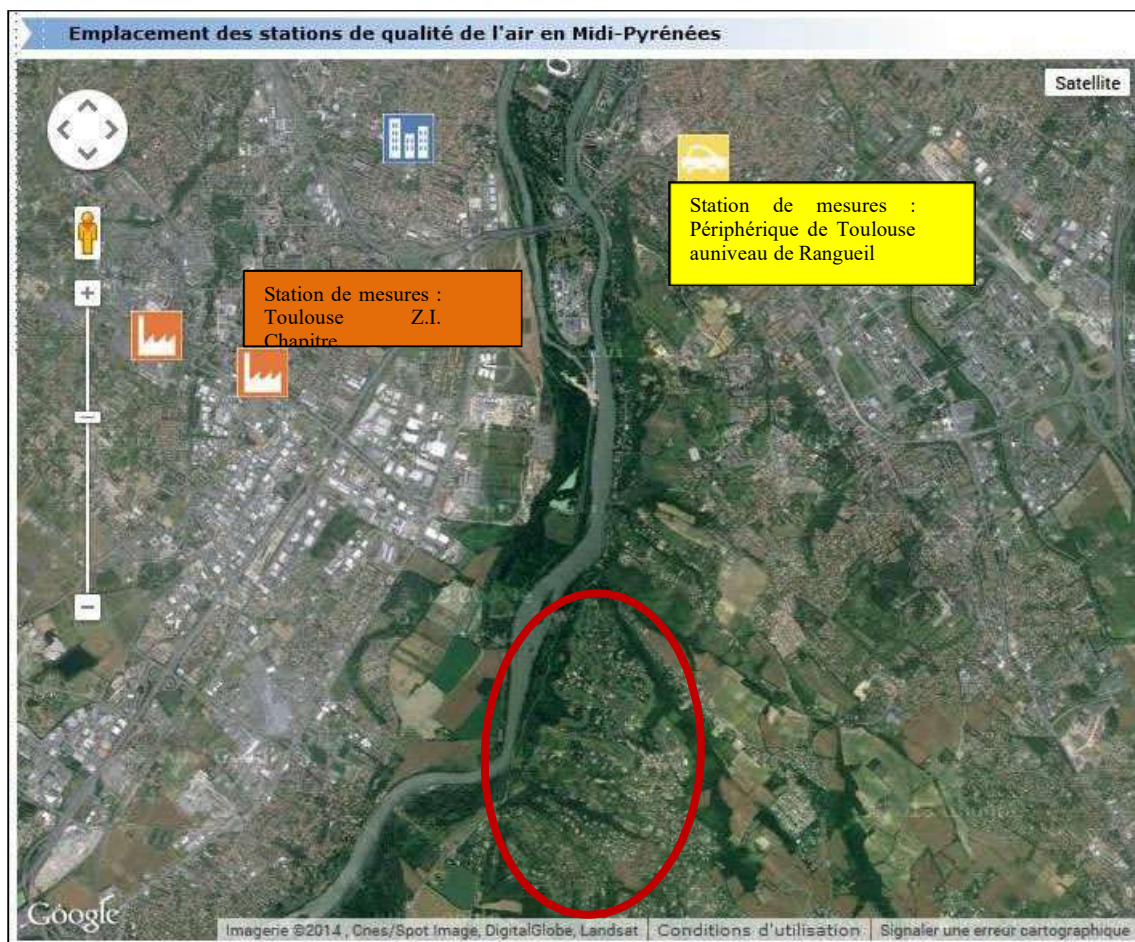 Emplacement des stations de qualité de l'air en Midi-Pyrénées
Satellite
Station de mesures :
Périphérique de Toulouse
auniveau de Rangueil
Station de mesures :
Toulouse Z.I.
Chapitre
Google
Imagerie ©2014 , Cnes/Spot Image, DigitalGlobe, Landsat
Conditions d'utilisation
Signaler une erreur cartographique